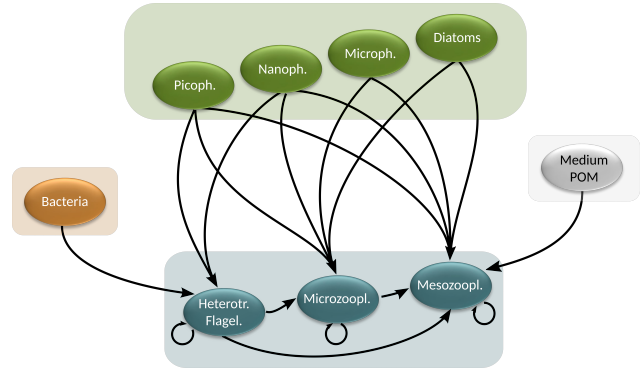 Diatoms
Microph.
Nanoph.
Picoph.
Medium
POM
Bacteria
Mesozoopl.
Microzoopl.
Heterotr.
Flagel.